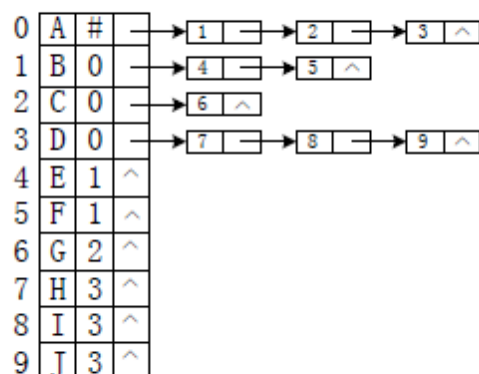 0 A # 1 2 3 ^
1 B 0 4 5 ^
2 C 0 6 ^
3 D 0 7 8 9 ^
4 E 1 ^
5 F 1 ^
6 G 2 ^
7 H 3 ^
8 I 3 ^
9 J 3 ^